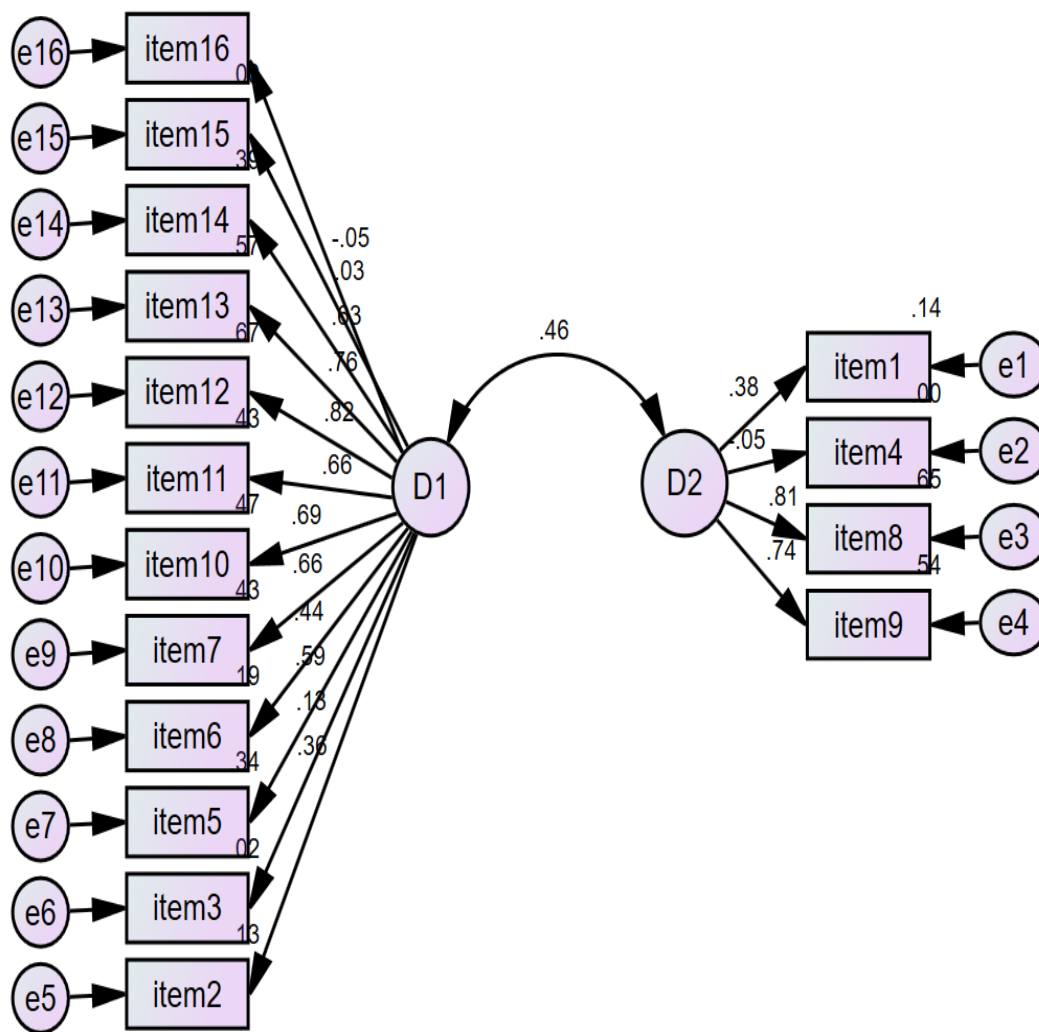 e16
item16
00
e15
item15
39
e14
item14
57
e13
item13
67
e12
item12
43
e11
item11
47
e10
item10
43
e9
item7
19
e8
item6
34
e7
item5
02
e6
item3
13
e5
item2
-.05
.03
.63
.76
.82
.66
.69
.66
.44
.59
.13
.36
D1
.46
D2
.38
-.05
.81
.74
.14
item1
e1
00
item4
e2
65
item8
e3
.54
item9
e4